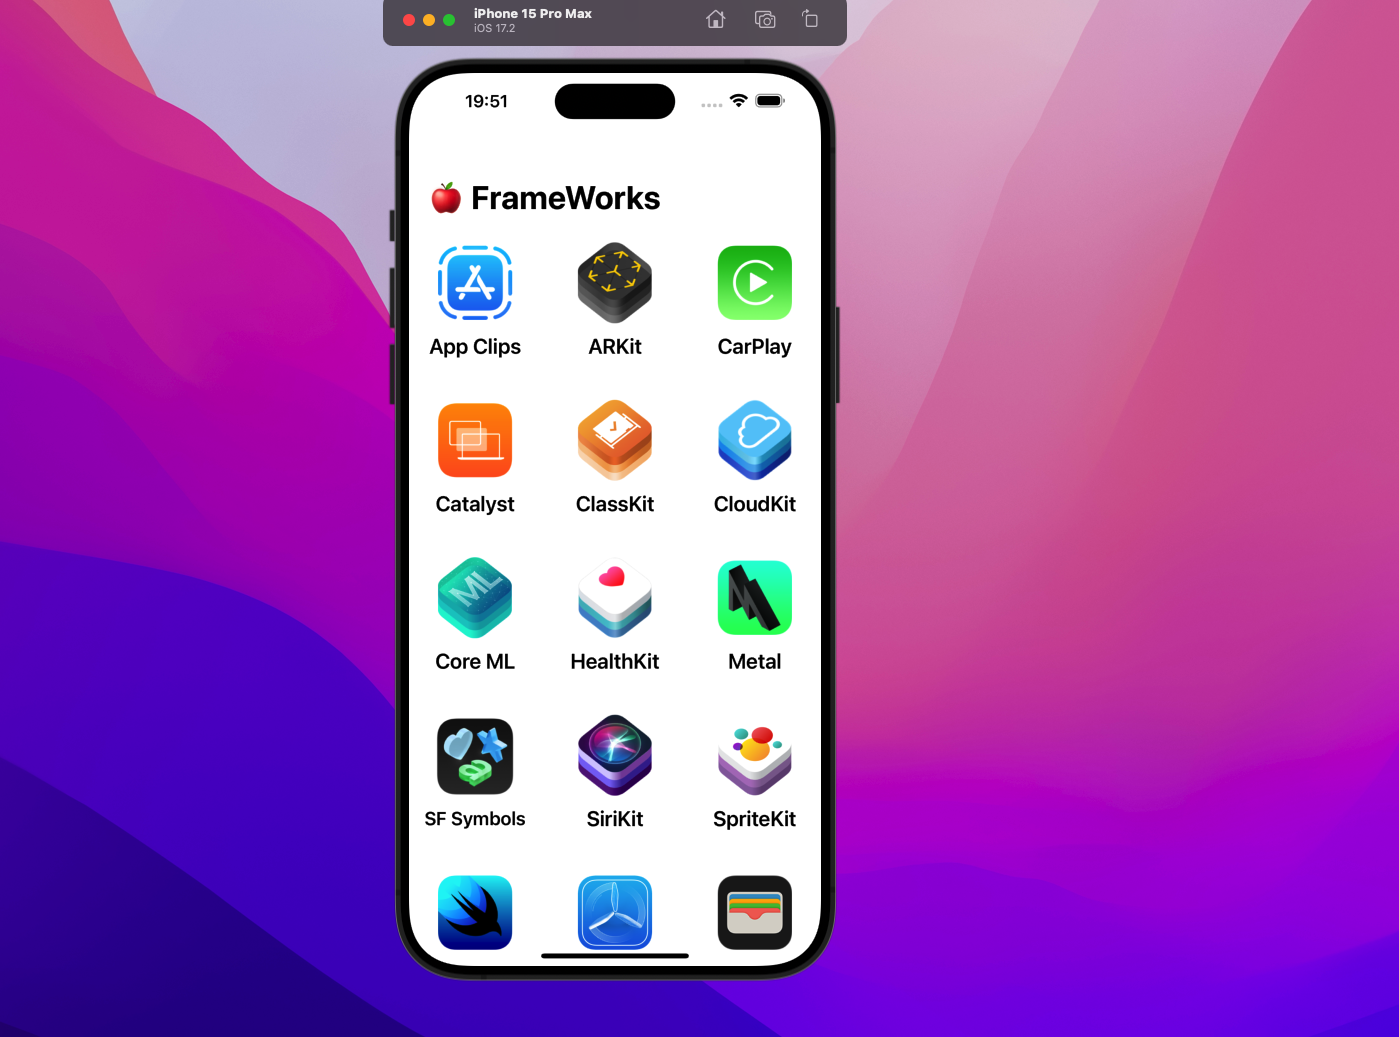 iPhone 15 Pro Max
iOS 17.2
19:51
🍎 FrameWorks
App Clips
ARKit
CarPlay
Catalyst
ClassKit
CloudKit
ML
Core ML
HealthKit
Metal
a
SF Symbols
SiriKit
SpriteKit